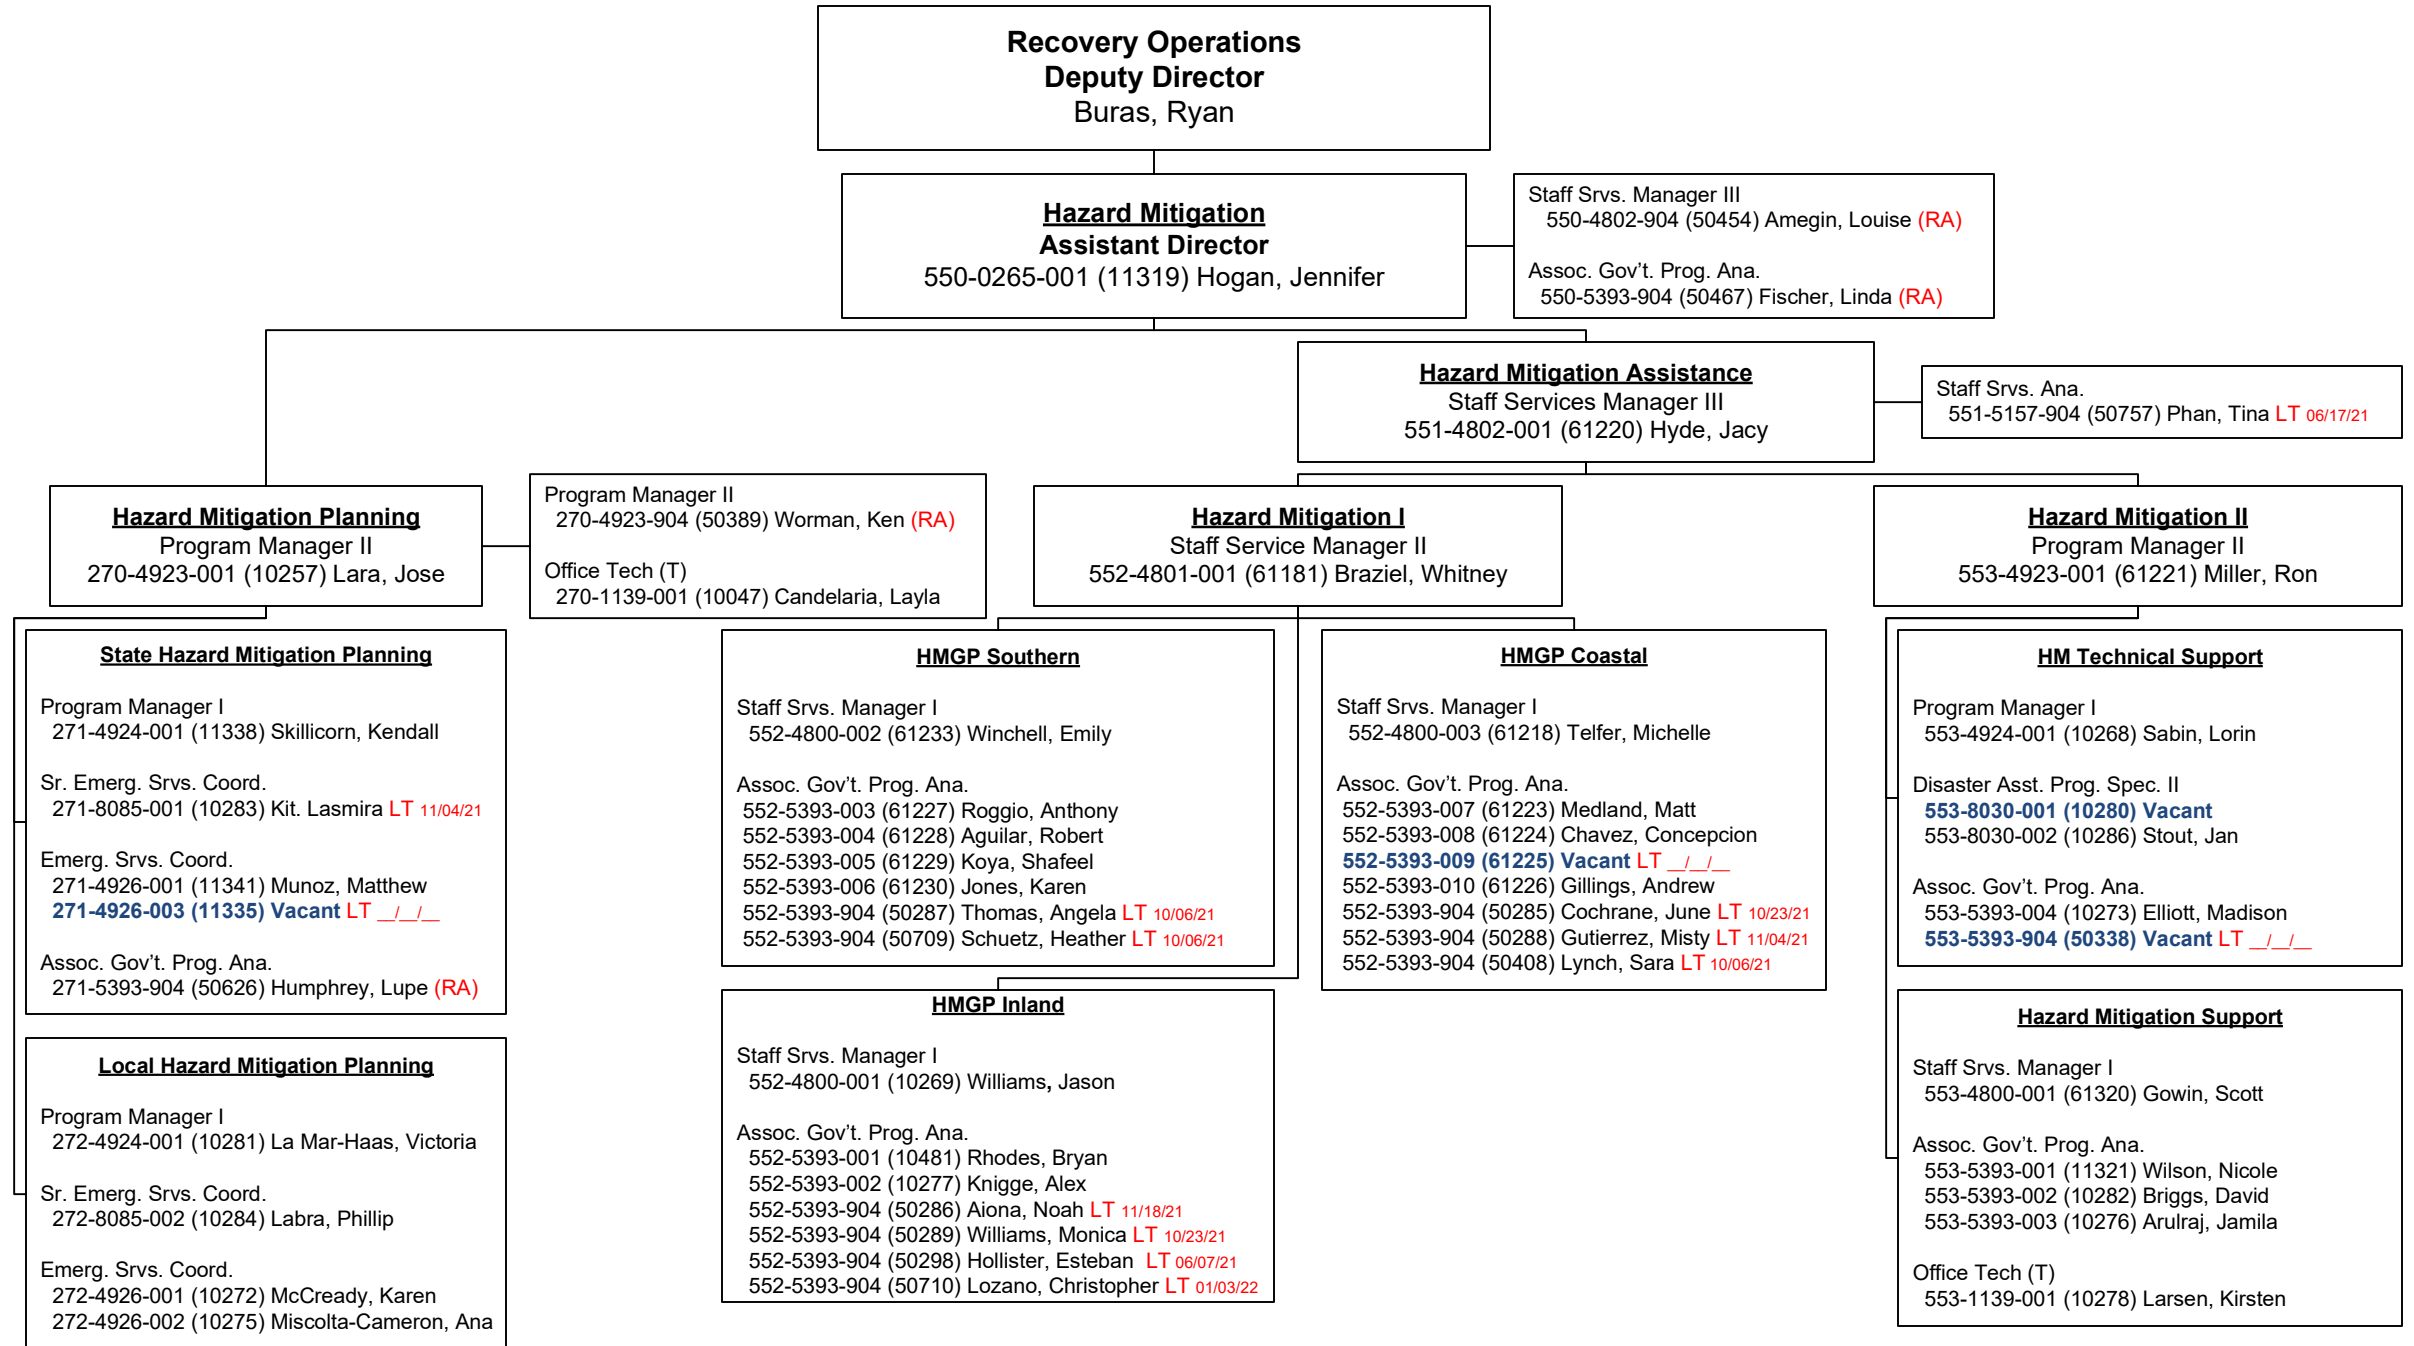 Recovery Operations
Deputy Director
Buras, Ryan
Hazard Mitigation
Assistant Director
550-0265-001 (11319) Hogan, Jennifer
Staff Srvs. Manager III
550-4802-904 (50454) Amegin, Louise (RA)
Assoc. Gov’t. Prog. Ana.
550-5393-904 (50467) Fischer, Linda (RA)
Hazard Mitigation Assistance
Staff Services Manager III
551-4802-001 (61220) Hyde, Jacy
Staff Srvs. Ana.
551-5157-904 (50757) Phan, Tina LT 06/17/21
Hazard Mitigation Planning
Program Manager II
270-4923-001 (10257) Lara, Jose
Program Manager II
270-4923-904 (50389) Worman, Ken (RA)
Office Tech (T)
270-1139-001 (10047) Candelaria, Layla
Hazard Mitigation I
Staff Service Manager II
552-4801-001 (61181) Braziel, Whitney
Hazard Mitigation II
Program Manager II
553-4923-001 (61221) Miller, Ron
State Hazard Mitigation Planning
Program Manager I
271-4924-001 (11338) Skillicorn, Kendall
Sr. Emerg. Srvs. Coord.
271-8085-001 (10283) Kit. Lasmira LT 11/04/21
Emerg. Srvs. Coord.
271-4926-001 (11341) Munoz, Matthew
271-4926-003 (11335) Vacant LT __/__/__
Assoc. Gov’t. Prog. Ana.
271-5393-904 (50626) Humphrey, Lupe (RA)
Local Hazard Mitigation Planning
Program Manager I
272-4924-001 (10281) La Mar-Haas, Victoria
Sr. Emerg. Srvs. Coord.
272-8085-002 (10284) Labra, Phillip
Emerg. Srvs. Coord.
272-4926-001 (10272) McCready, Karen
272-4926-002 (10275) Miscolta-Cameron, Ana
HMGP Southern
Staff Srvs. Manager I
552-4800-002 (61233) Winchell, Emily
Assoc. Gov’t. Prog. Ana.
552-5393-003 (61227) Roggio, Anthony
552-5393-004 (61228) Aguilar, Robert
552-5393-005 (61229) Koya, Shafeel
552-5393-006 (61230) Jones, Karen
552-5393-904 (50287) Thomas, Angela LT 10/06/21
552-5393-904 (50709) Schuetz, Heather LT 10/06/21
HMGP Inland
Staff Srvs. Manager I
552-4800-001 (10269) Williams, Jason
Assoc. Gov’t. Prog. Ana.
552-5393-001 (10481) Rhodes, Bryan
552-5393-002 (10277) Knigge, Alex
552-5393-904 (50286) Aiona, Noah LT 11/18/21
552-5393-904 (50289) Williams, Monica LT 10/23/21
552-5393-904 (50298) Hollister, Esteban LT 06/07/21
552-5393-904 (50710) Lozano, Christopher LT 01/03/22
HMGP Coastal
Staff Srvs. Manager I
552-4800-003 (61218) Telfer, Michelle
Assoc. Gov’t. Prog. Ana.
552-5393-007 (61223) Medland, Matt
552-5393-008 (61224) Chavez, Concepcion
552-5393-009 (61225) Vacant LT __/__/__
552-5393-010 (61226) Gillings, Andrew
552-5393-904 (50285) Cochrane, June LT 10/23/21
552-5393-904 (50288) Gutierrez, Misty LT 11/04/21
552-5393-904 (50408) Lynch, Sara LT 10/06/21
HM Technical Support
Program Manager I
553-4924-001 (10268) Sabin, Lorin
Disaster Asst. Prog. Spec. II
553-8030-001 (10280) Vacant
553-8030-002 (10286) Stout, Jan
Assoc. Gov’t. Prog. Ana.
553-5393-004 (10273) Elliott, Madison
553-5393-904 (50338) Vacant LT __/__/__
Hazard Mitigation Support
Staff Srvs. Manager I
553-4800-001 (61320) Gowin, Scott
Assoc. Gov’t. Prog. Ana.
553-5393-001 (11321) Wilson, Nicole
553-5393-002 (10282) Briggs, David
553-5393-003 (10276) Arulraj, Jamila
Office Tech (T)
553-1139-001 (10278) Larsen, Kirsten